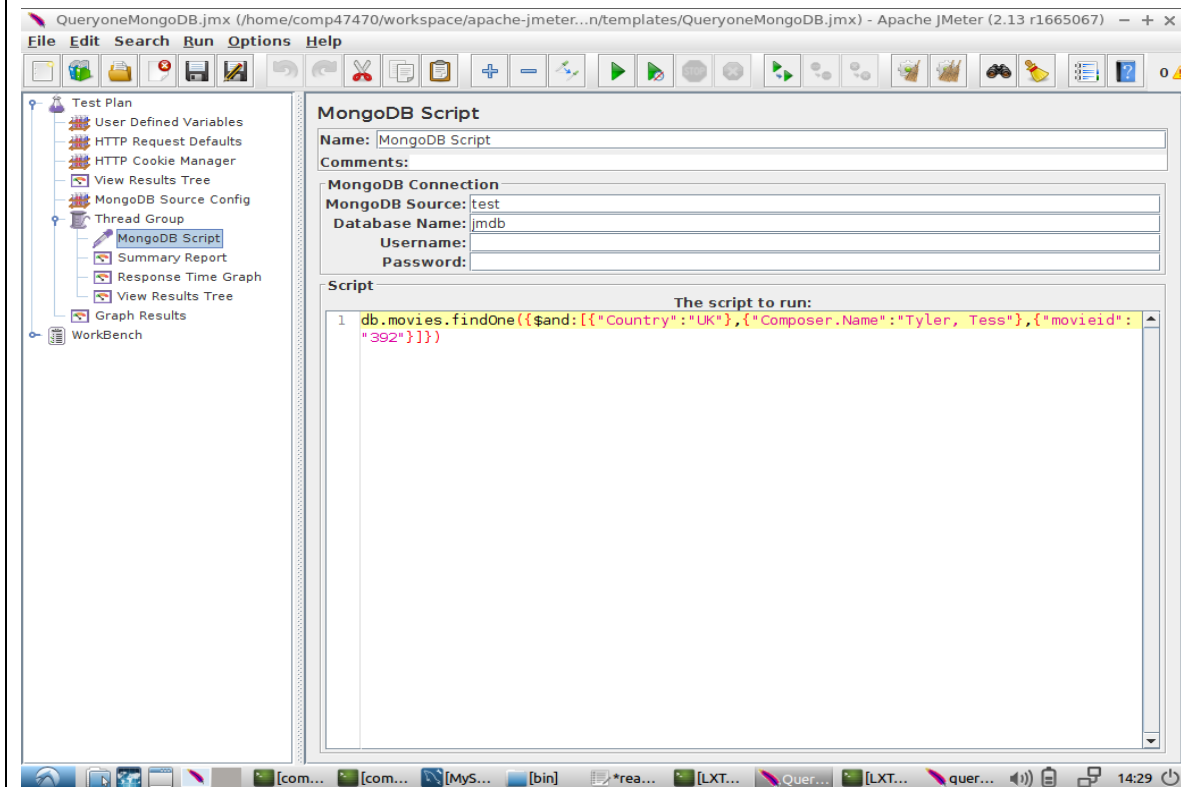 QueryoneMongoDB.jmx (/home/comp47470/workspace/apache-jmeter...n/templates/QueryoneMongoDB.jmx) - Apache JMeter (2.13 r1665067)
File Edit Search Run Options Help
0
Test Plan
User Defined Variables
HTTP Request Defaults
HTTP Cookie Manager
View Results Tree
MongoDB Source Config
Thread Group
MongoDB Script
Summary Report
Response Time Graph
View Results Tree
Graph Results
WorkBench
MongoDB Script
Name: MongoDB Script
Comments:
MongoDB Connection
MongoDB Source: test
Database Name: jmdb
Username:
Password:
Script
The script to run:
1 db.movies.findOne({$and:[{"Country":"UK"},{"Composer.Name":"Tyler, Tess"},{"movieid":
"392"}]})
[com... [com... [MyS... [bin] *rea... [LXT... Quer... [LXT... quer... 14:29